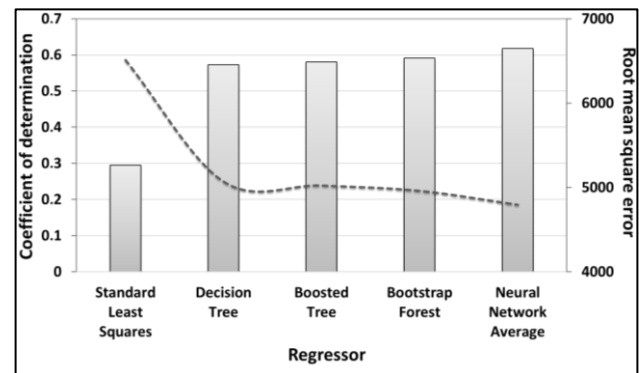 Coefficient of determination
0.7
0.6
0.5
0.4
0.3
0.2
0.1
0
7000
6000
5000
4000
Root mean square error
Standard
Least
Squares
Decision
Tree
Boosted
Tree
Bootstrap
Forest
Neural
Network
Average
Regressor